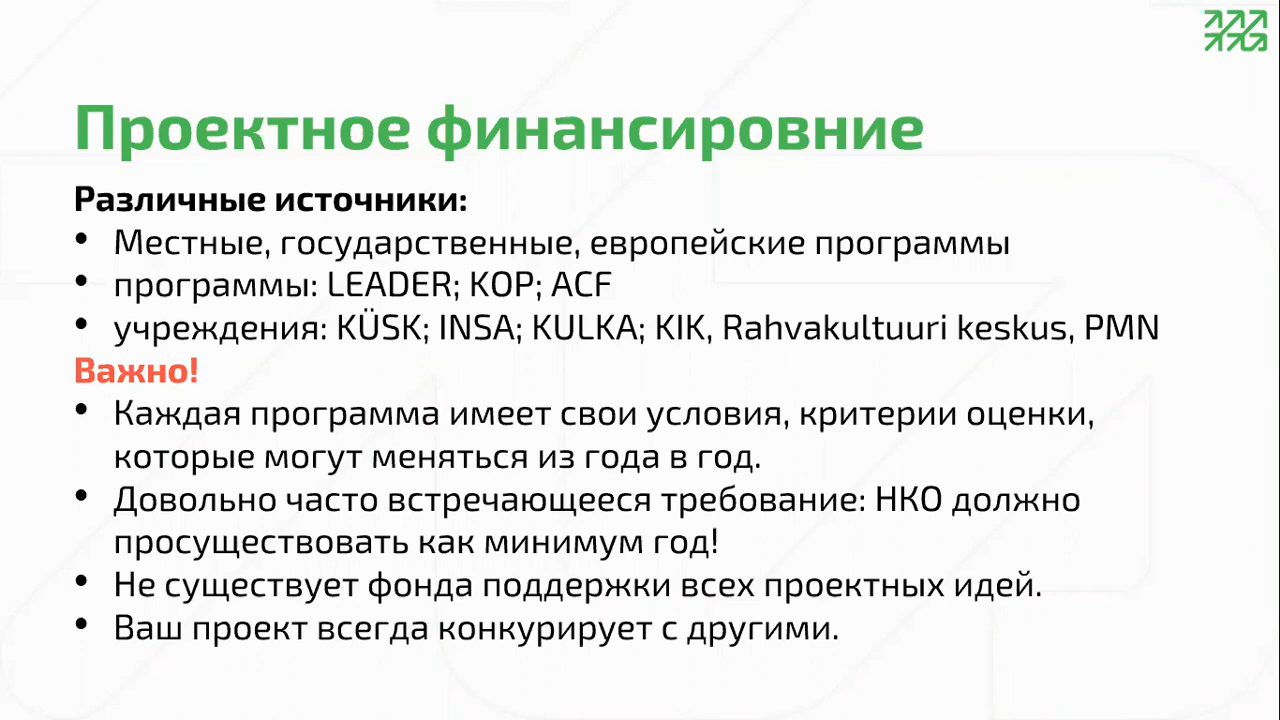 Проектное финансировние
Различные источники:
• Местные, государственные, европейские программы
• программы: LEADER; KOP; ACF
• учреждения: KÜSK; INSA; KULKA; KIK, Rahvakultuuri keskus, PMN
Важно!
• Каждая программа имеет свои условия, критерии оценки,
которые могут меняться из года в год.
• Довольно часто встречающееся требование: НКО должно
просуществовать как минимум год!
• Не существует фонда поддержки всех проектных идей.
• Ваш проект всегда конкурирует с другими.